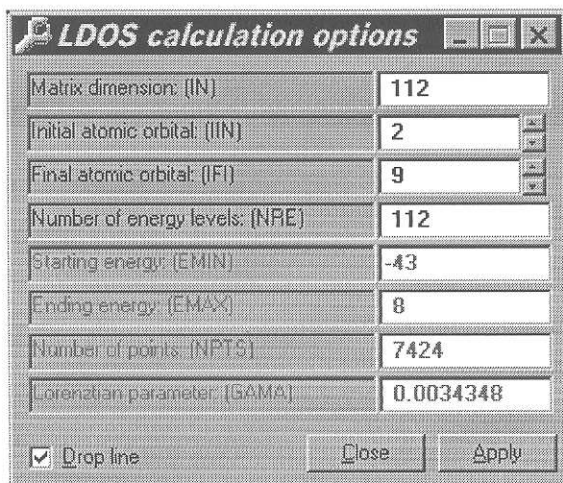 LDOS calculation options
Matrix dimension: (IN) 112
Initial atomic orbital: (IIN) 2
Final atomic orbital: (IFI) 9
Number of energy levels: (NRE) 112
Starting energy: (EMIN) -43
Ending energy: (EMAX) 8
Number of points: (NPTS) 7424
Lorenztian parameter: (GAMA) 0.0034348
Drop line Close Apply